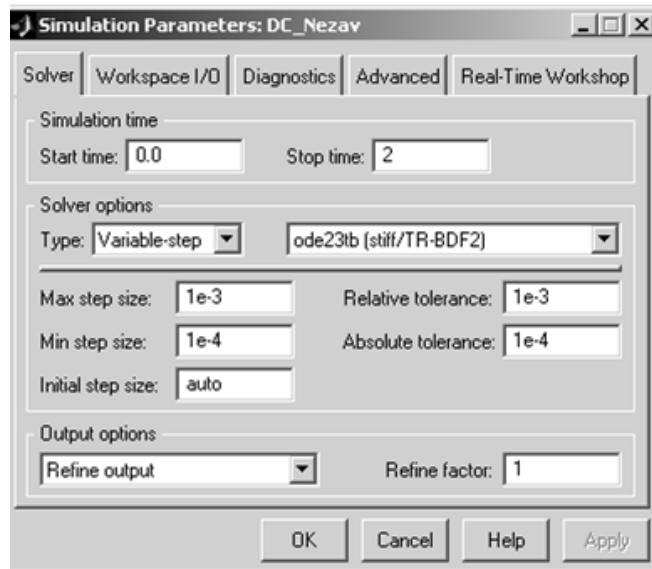 Simulation Parameters: DC_Nezav
Solver Workspace I/O Diagnostics Advanced Real-Time Workshop
Simulation time
Start time: 0.0 Stop time: 2
Solver options
Type: Variable-step ode23tb (stiff/TR-BDF2)
Max step size: 1e-3 Relative tolerance: 1e-3
Min step size: 1e-4 Absolute tolerance: 1e-4
Initial step size: auto
Output options
Refine output Refine factor: 1
OK Cancel Help Apply